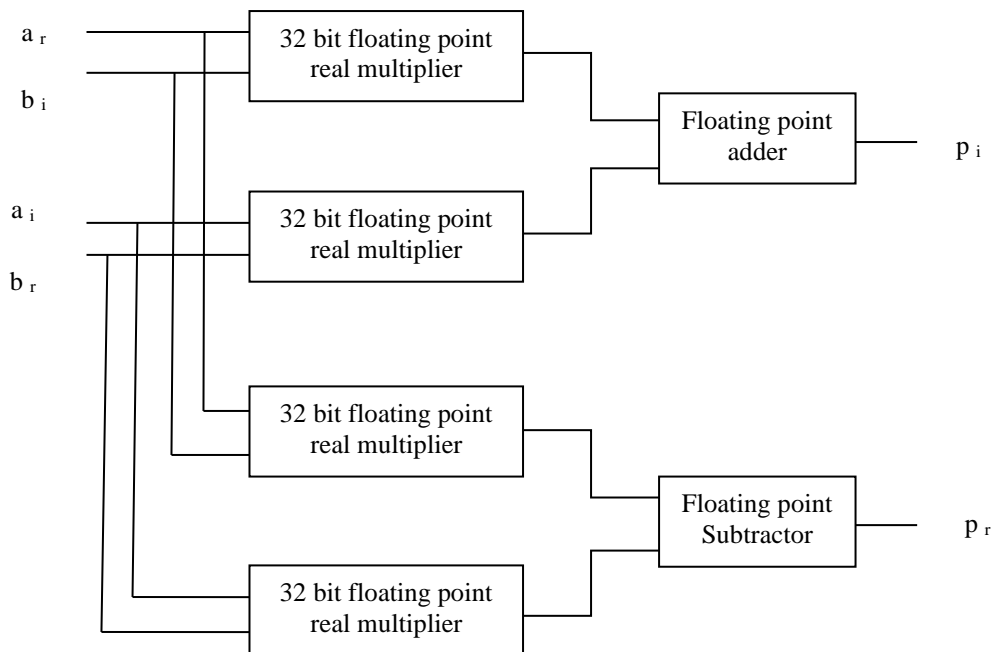 a r
32 bit floating point
real multiplier
b i
Floating point
adder
p i
a i
32 bit floating point
real multiplier
b r
32 bit floating point
real multiplier
Floating point
Subtractor
p r
32 bit floating point
real multiplier